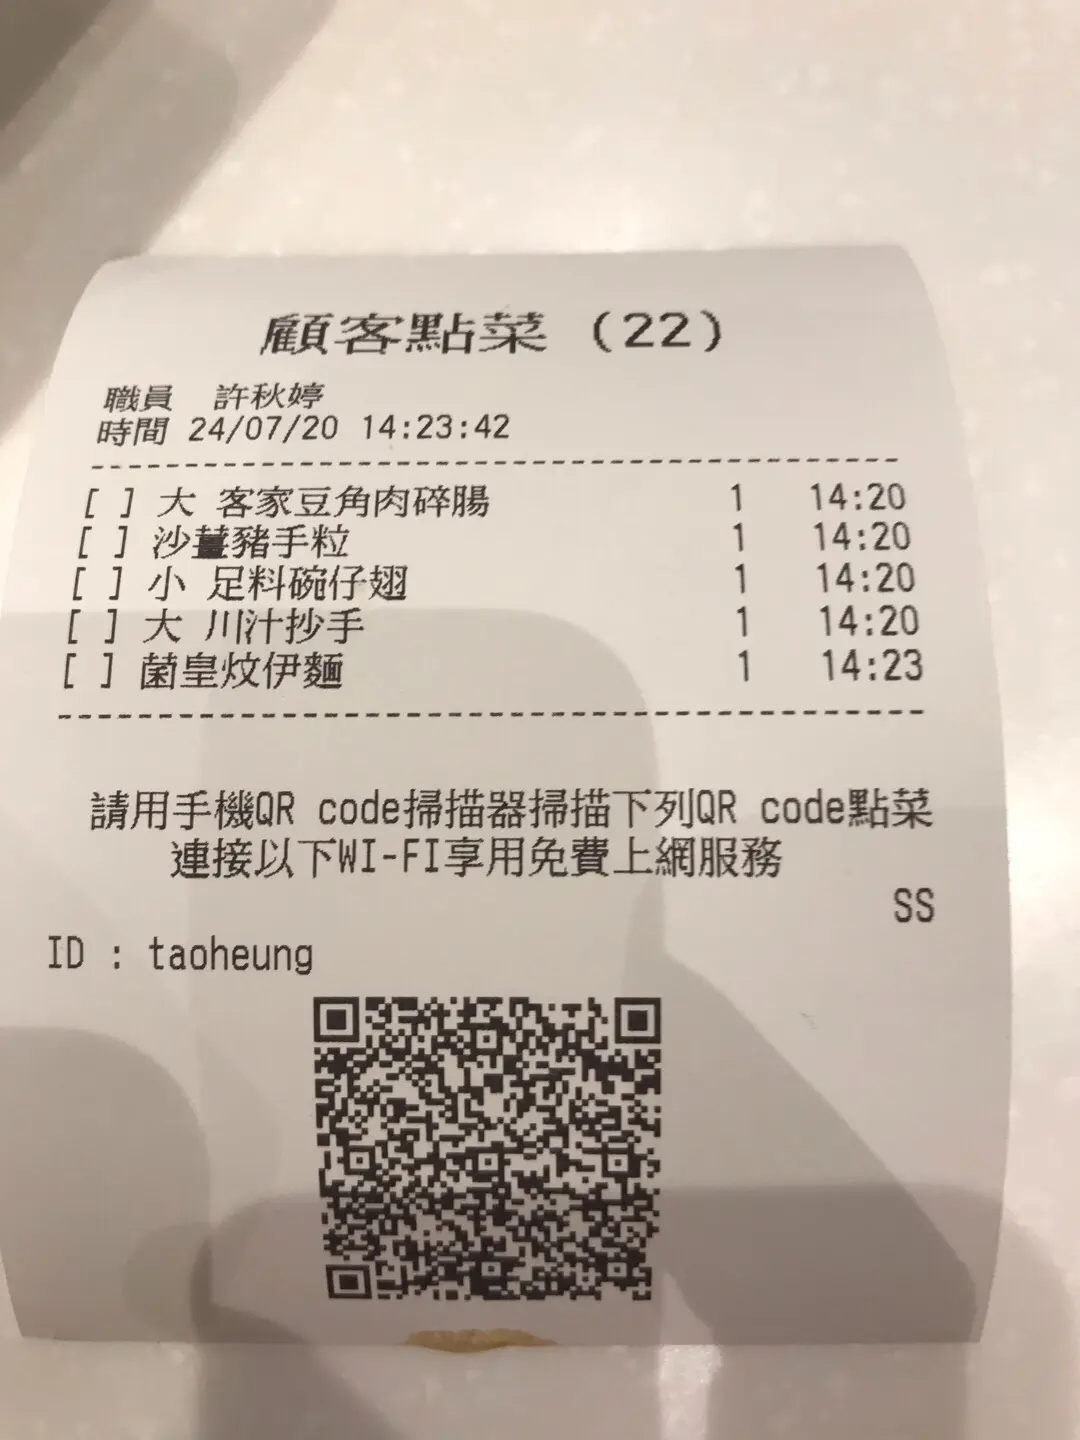 顧客點菜 (22)
職員 許秋婷
時間 24/07/20 14:23:42
[ ] 大 客家豆角肉碎腸 1 14:20
[ ] 沙薑豬手粒 1 14:20
[ ] 小 足料碗仔翅 1 14:20
[ ] 大 川汁抄手 1 14:20
[ ] 菌皇炆伊麵 1 14:23
請用手機QR code掃描器掃描下列QR code點菜
連接以下WI-FI享用免費上網服務
SS
ID : taoheung